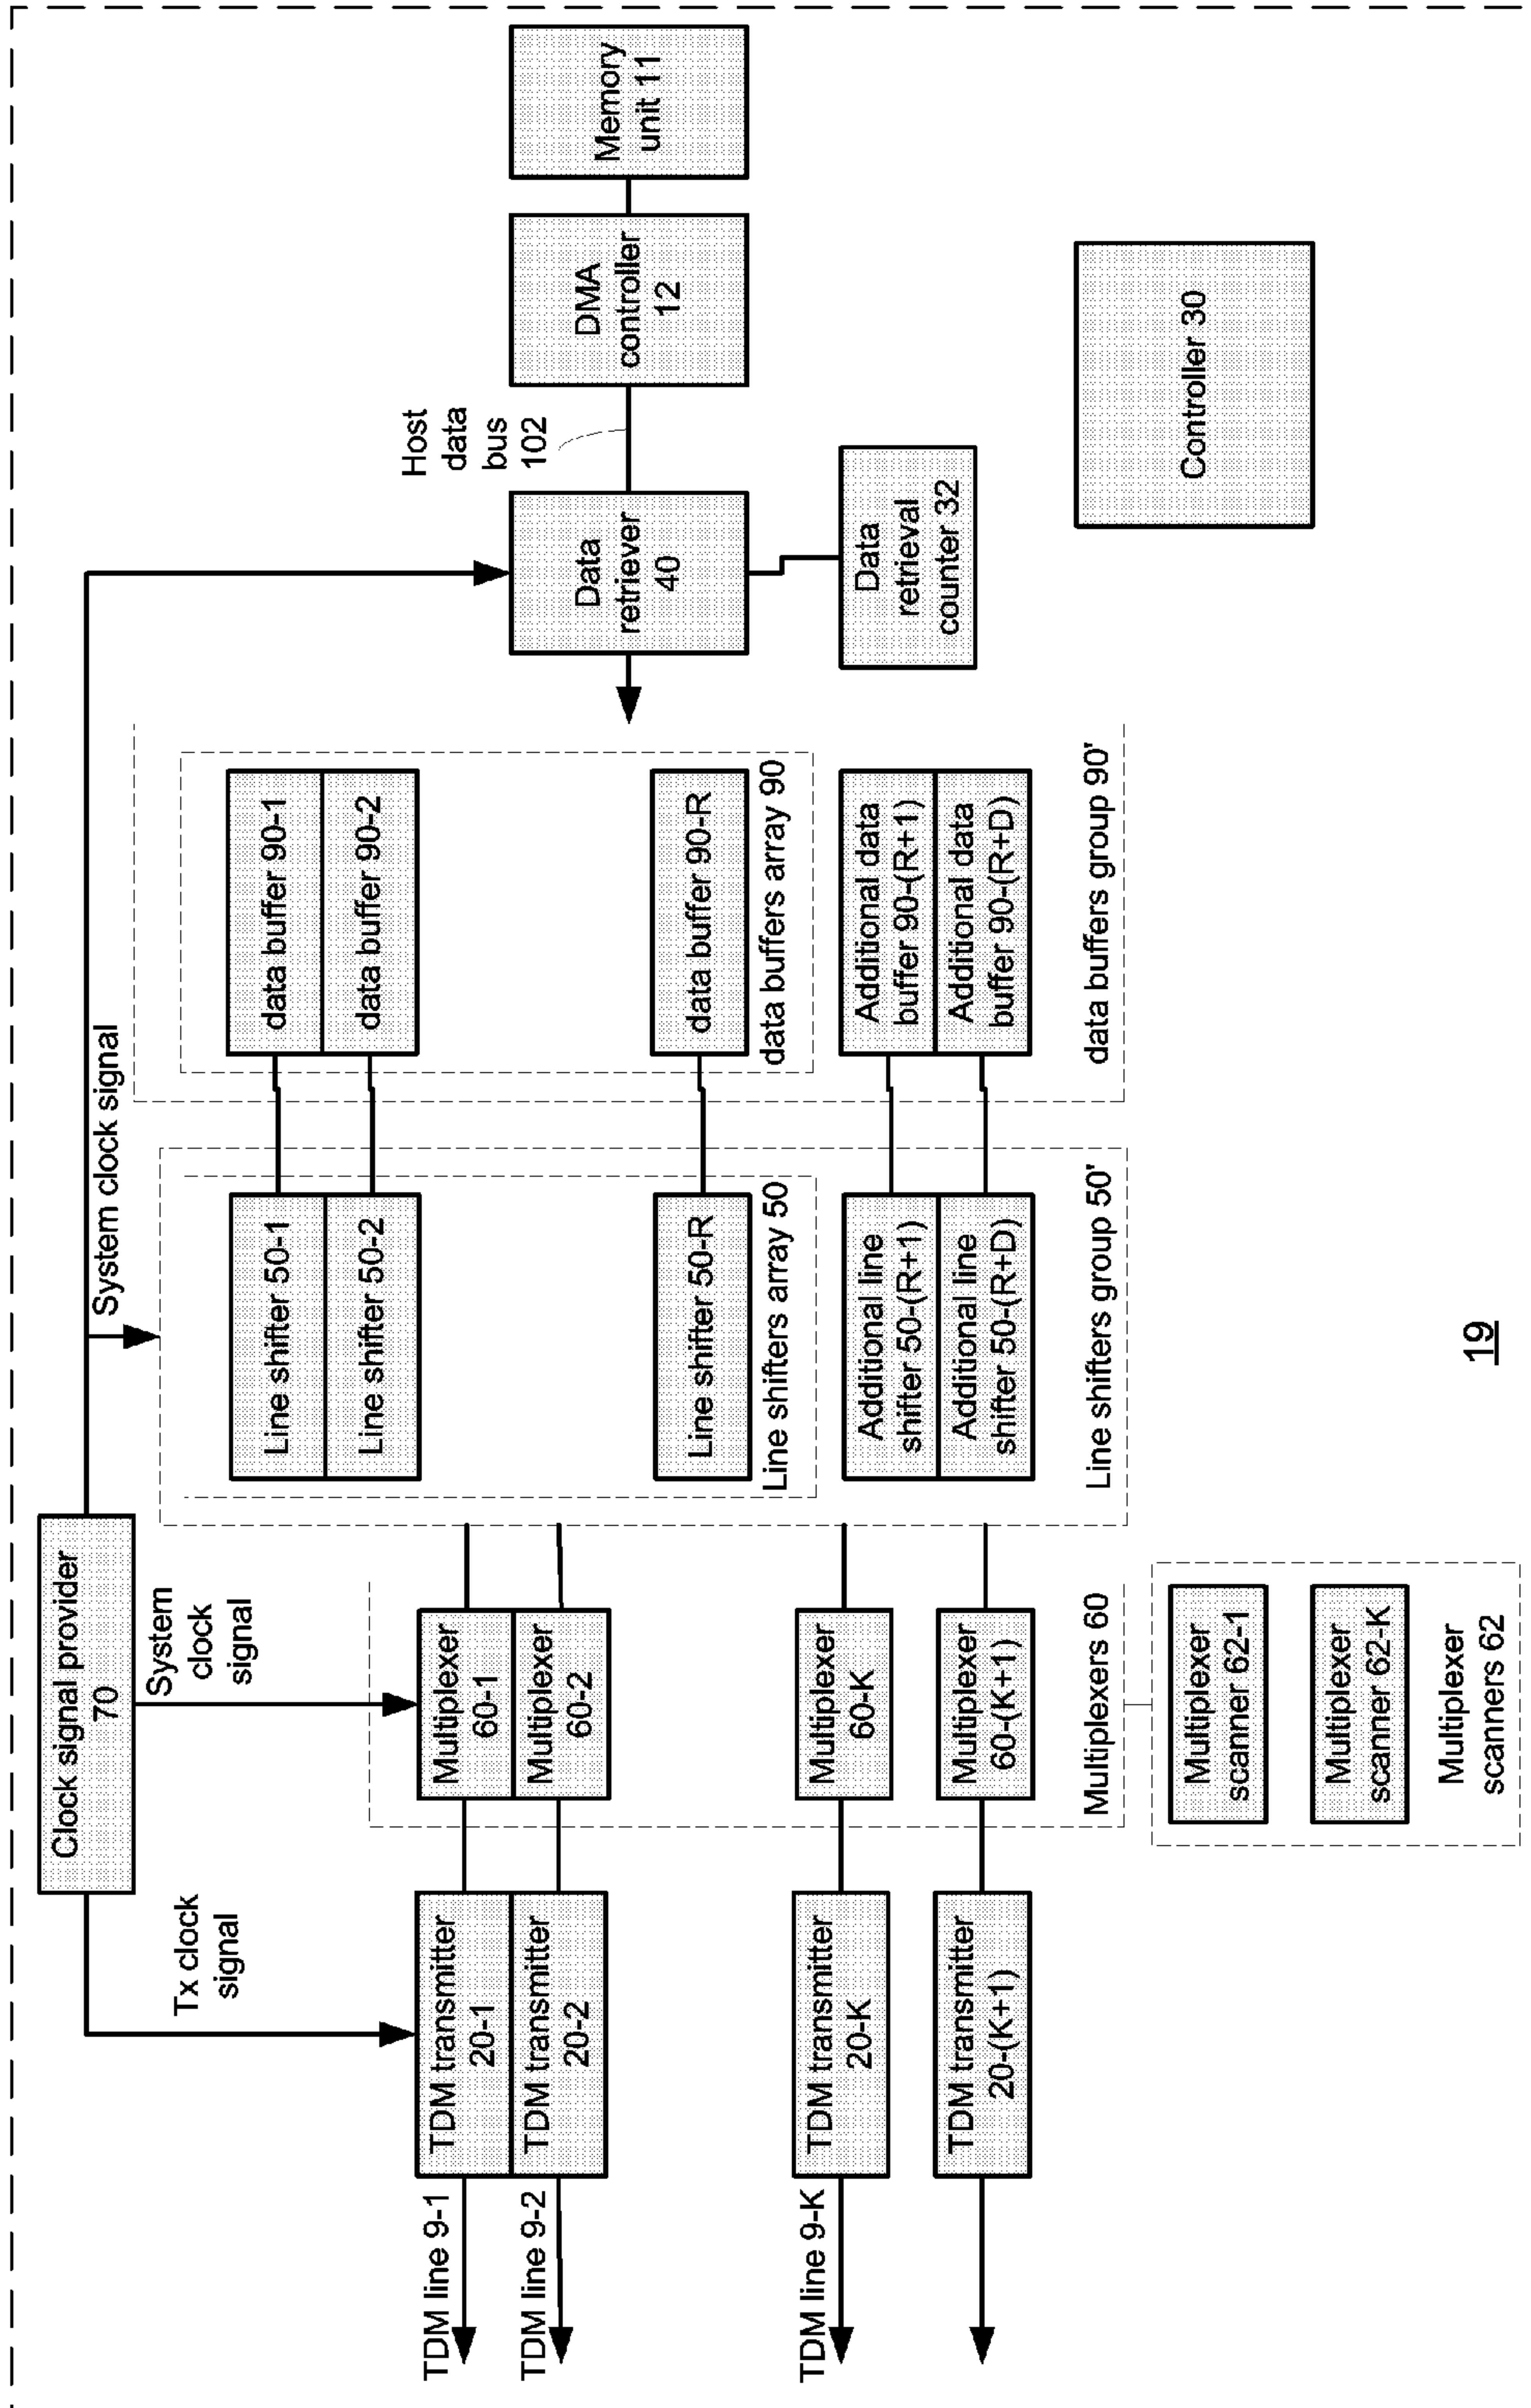 Clock signal provider
70
Tx clock
signal
System
clock
signal
System clock signal
TDM line 9-1
TDM line 9-2
TDM line 9-K
TDM transmitter
20-1
TDM transmitter
20-2
TDM transmitter
20-K
TDM transmitter
20-(K+1)
Multiplexer
60-1
Multiplexer
60-2
Multiplexer
60-K
Multiplexer
60-(K+1)
Multiplexers 60
Multiplexer
scanner 62-1
Multiplexer
scanner 62-K
Multiplexer
scanners 62
Line shifter 50-1
Line shifter 50-2
Line shifter 50-R
Line shifters array 50
Additional line
shifter 50-(R+1)
Additional line
shifter 50-(R+D)
Line shifters group 50'
data buffer 90-1
data buffer 90-2
data buffer 90-R
data buffers array 90
Additional data
buffer 90-(R+1)
Additional data
buffer 90-(R+D)
data buffers group 90'
Data
retriever
40
Data
retrieval
counter 32
Host
data
bus
102
DMA
controller
12
Memory
unit 11
Controller 30
19